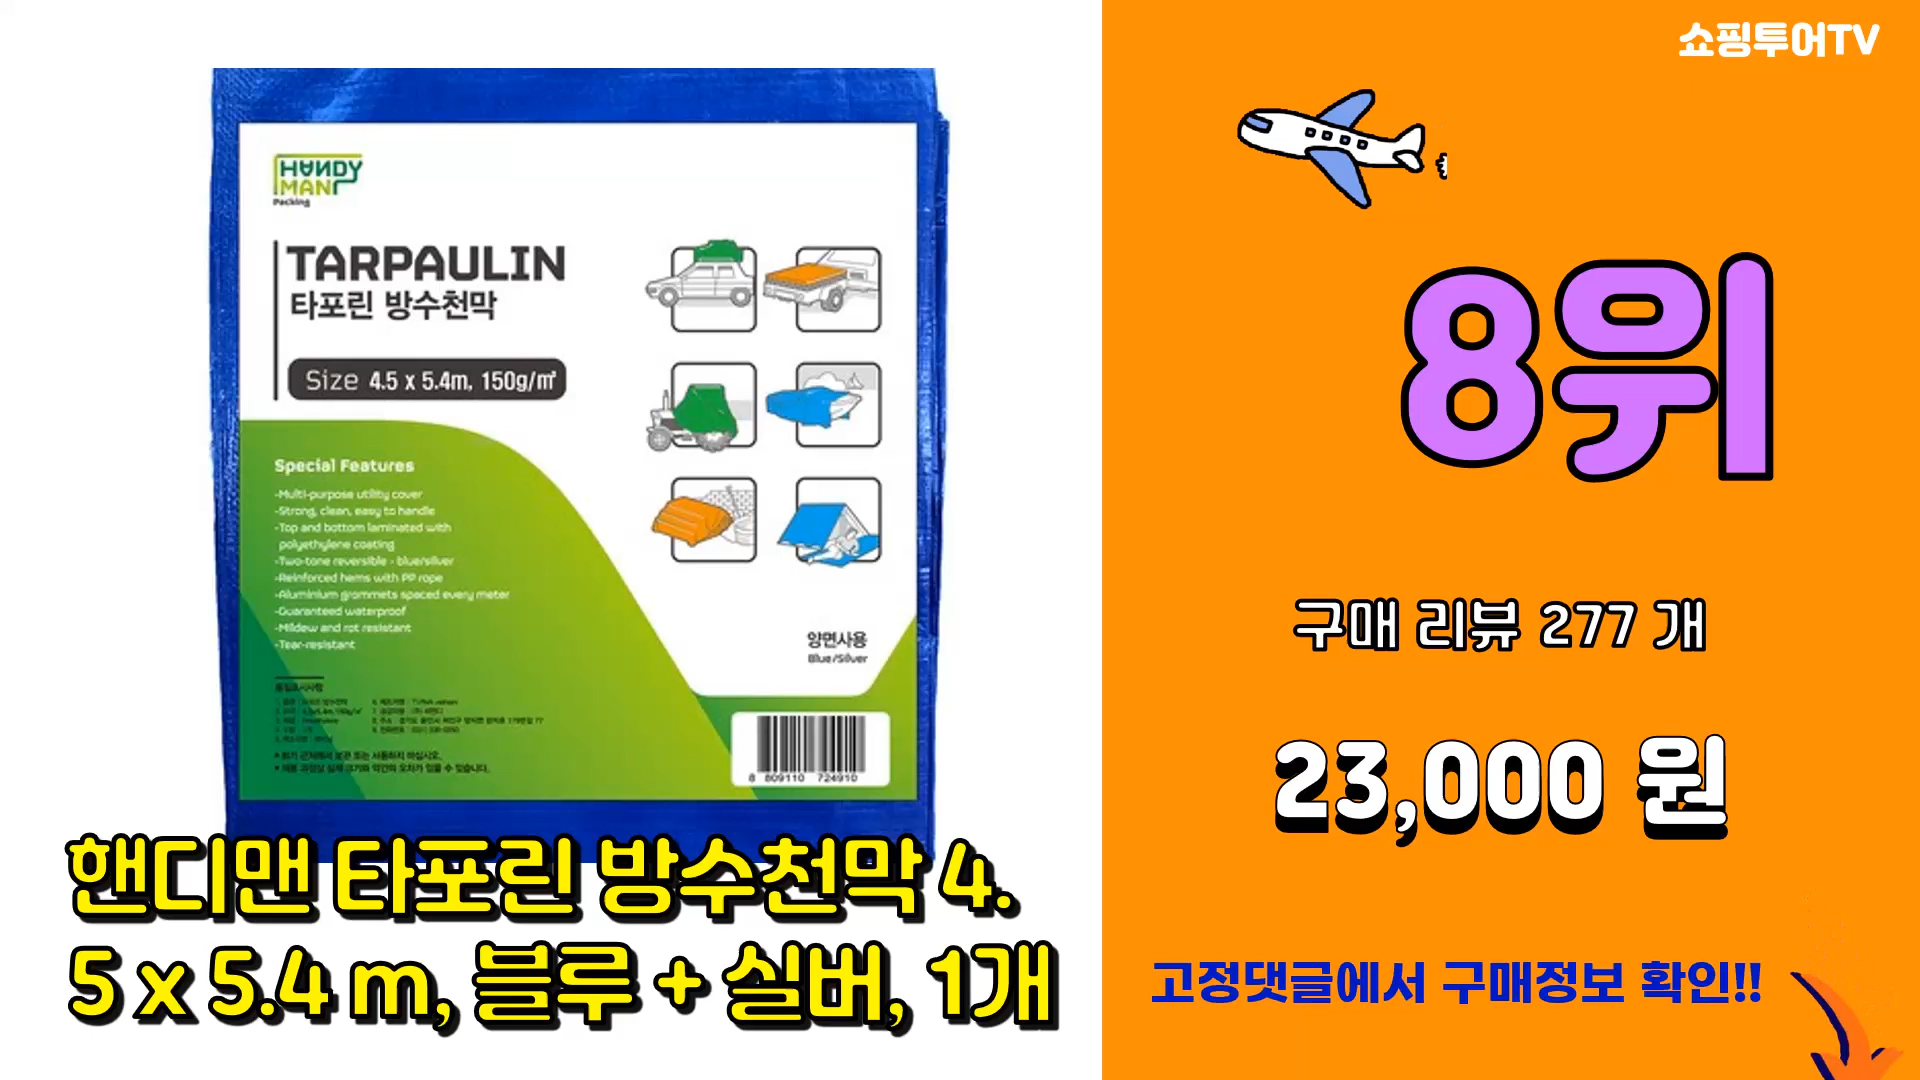 쇼핑투어TV
HANDY
MAN
Packing
TARPAULIN
타포린 방수천막
Size 4.5 x 5.4m, 150g/㎡
Special Features
-Multi-purpose utility cover
-Strong, clean, easy to handle
-Top and bottom laminated with
polyethylene coating
-Two-tone reversible - blue/silver
-Reinforced hems with PP rope
-Aluminium grommets spaced every meter
-Guaranteed waterproof
-Mildew and rot resistant
-Tear-resistant
양면사용
Blue/Silver
8 809110 724910
핸디맨 타포린 방수천막 4.
5 x 5.4 m, 블루 + 실버, 1개
8위
구매 리뷰 277 개
23,000 원
고정댓글에서 구매정보 확인!!